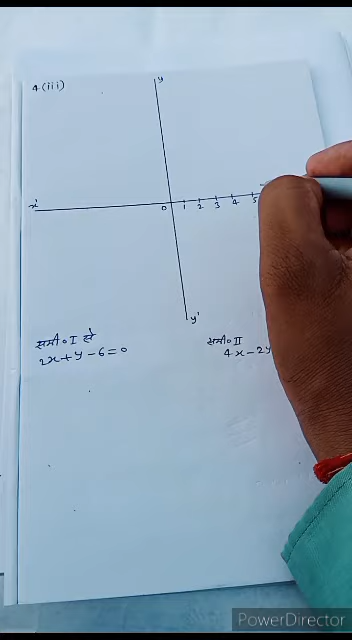 4(iii)
y
x'
0 1 2 3 4 5
y'
समी० I से
2x+y-6=0
समी० II
4x-2y
PowerDirector